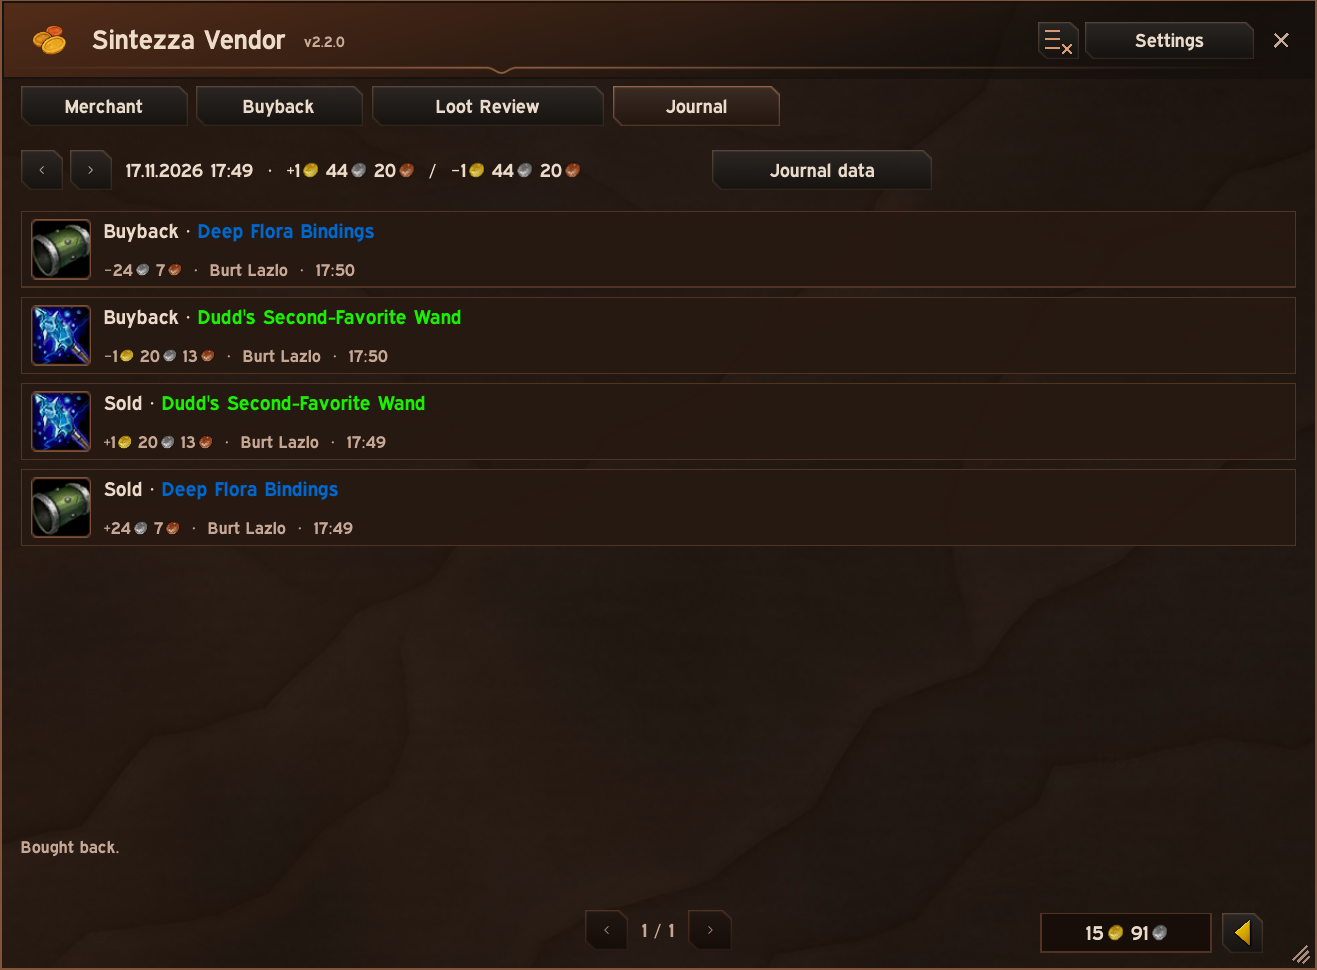 Sintezza Vendor v2.2.0
Settings
Merchant Buyback Loot Review Journal
17.11.2026 17:49 · +1 44 20 / -1 44 20
Journal data
Buyback · Deep Flora Bindings
-24 7 · Burt Lazlo · 17:50
Buyback · Dudd's Second-Favorite Wand
-1 20 13 · Burt Lazlo · 17:50
Sold · Dudd's Second-Favorite Wand
+1 20 13 · Burt Lazlo · 17:49
Sold · Deep Flora Bindings
+24 7 · Burt Lazlo · 17:49
Bought back.
1 / 1
15 91